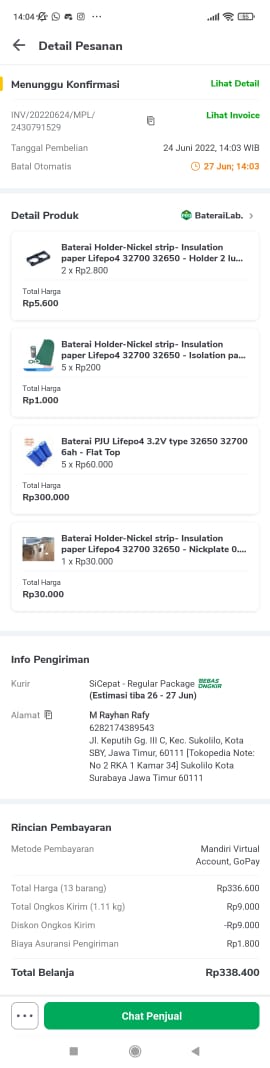 14:04
85
Detail Pesanan
Menunggu Konfirmasi
Lihat Detail
INV/20220624/MPL/
2430791529
Lihat Invoice
Tanggal Pembelian
24 Juni 2022, 14:03 WIB
Batal Otomatis
27 Jun; 14:03
Detail Produk
BateraiLab.
Baterai Holder-Nickel strip- Insulation
paper Lifepo4 32700 32650 - Holder 2 lu...
2 x Rp2.800
Total Harga
Rp5.600
Baterai Holder-Nickel strip- Insulation
paper Lifepo4 32700 32650 - Isolation pa...
5 x Rp200
Total Harga
Rp1.000
Baterai PJU Lifepo4 3.2V type 32650 32700
6ah - Flat Top
5 x Rp60.000
Total Harga
Rp300.000
Baterai Holder-Nickel strip- Insulation
paper Lifepo4 32700 32650 - Nickplate 0....
1 x Rp30.000
Total Harga
Rp30.000
Info Pengiriman
Kurir
SiCepat - Regular Package BEBAS ONGKIR
(Estimasi tiba 26 - 27 Jun)
Alamat
M Rayhan Rafy
6282174389543
Jl. Keputih Gg. III C, Kec. Sukolilo, Kota
SBY, Jawa Timur, 60111 [Tokopedia Note:
No 2 RKA 1 Kamar 34] Sukolilo Kota
Surabaya Jawa Timur 60111
Rincian Pembayaran
Metode Pembayaran
Mandiri Virtual
Account, GoPay
Total Harga (13 barang)
Rp336.600
Total Ongkos Kirim (1.11 kg)
Rp9.000
Diskon Ongkos Kirim
-Rp9.000
Biaya Asuransi Pengiriman
Rp1.800
Total Belanja
Rp338.400
Chat Penjual